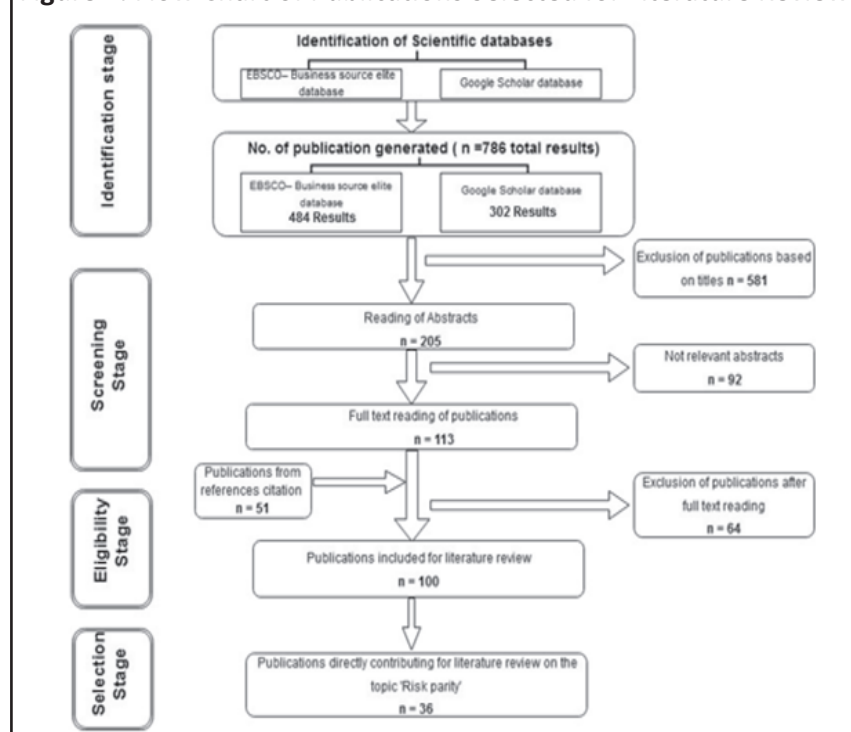 Identification of Scientific databases
EBSCO– Business source elite
database
Google Scholar database
Identification stage
No. of publication generated ( n =786 total results)
EBSCO– Business source elite
database
484 Results
Google Scholar database
302 Results
Exclusion of publications based
on titles n = 581
Reading of Abstracts
n = 205
Screening
Stage
Not relevant abstracts
n = 92
Full text reading of publications
n = 113
Publications from
references citation
n = 51
Exclusion of publications after
full text reading
n = 64
Eligibility
Stage
Publications included for literature review
n = 100
Selection
Stage
Publications directly contributing for literature review on the
topic 'Risk parity'
n = 36